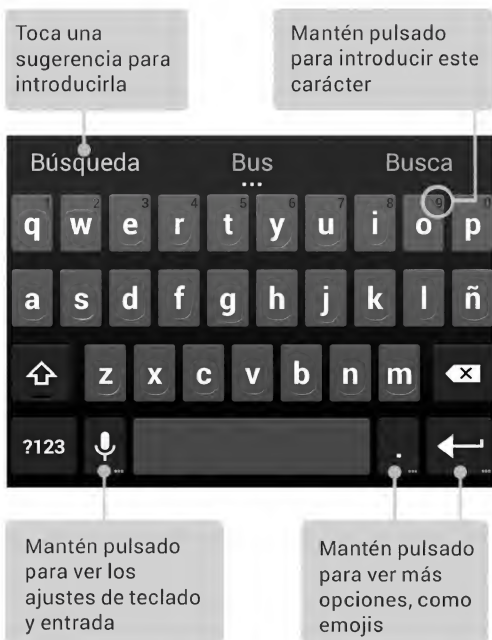 Toca una
sugerencia para
introducirla
Mantén pulsado
para introducir este
carácter
Búsqueda Bus Busca
1 2 3 4 5 6 7 8 9 0
q w e r t y u i o p
a s d f g h j k l ñ
z x c v b n m
?123 .
Mantén pulsado
para ver los
ajustes de teclado
y entrada
Mantén pulsado
para ver más
opciones, como
emojis